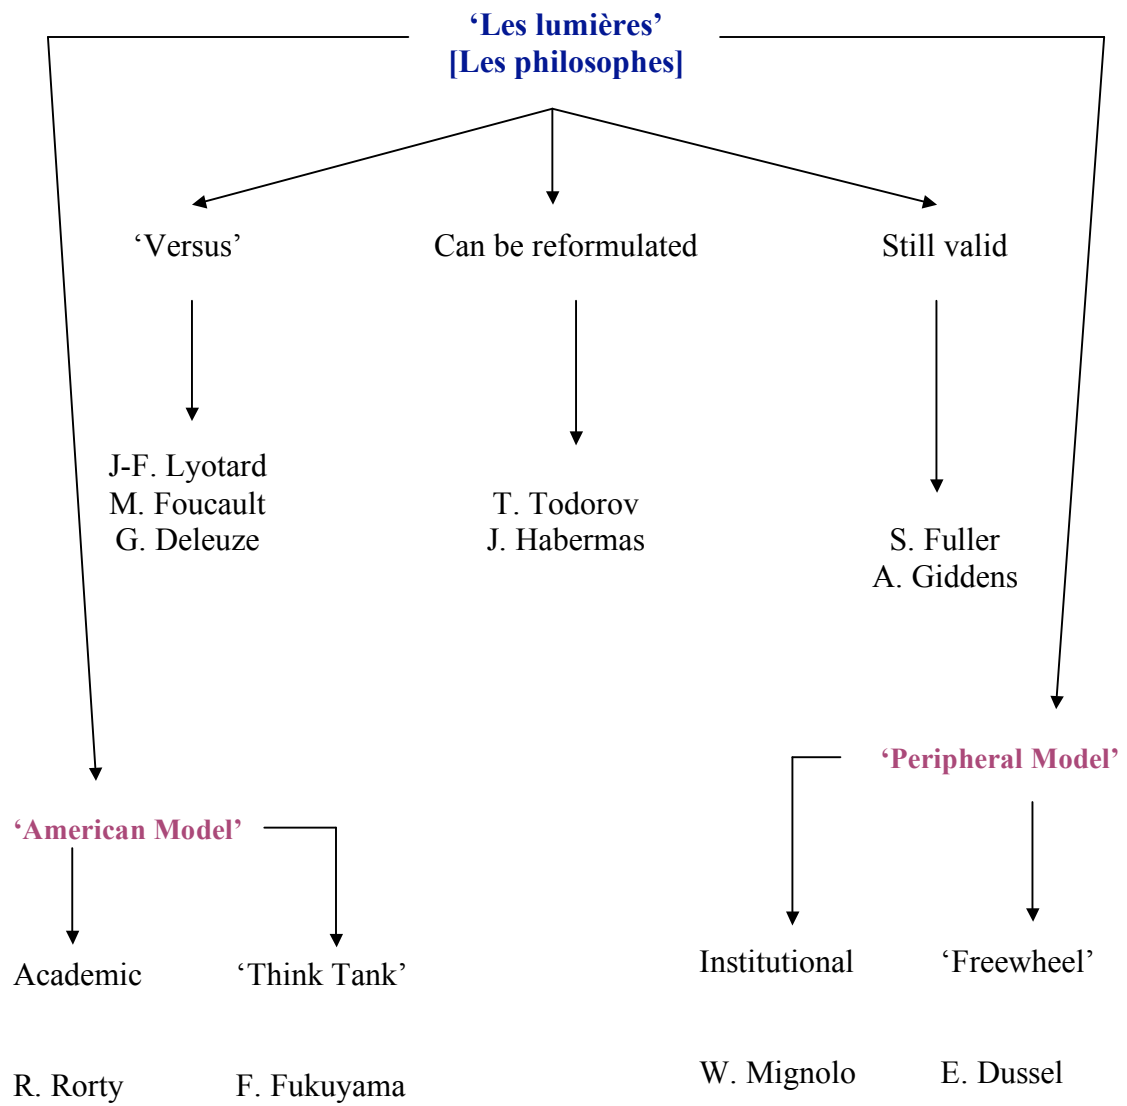 ‘Les lumières’
[Les philosophes]
‘Versus’
Can be reformulated
Still valid
J-F. Lyotard
M. Foucault
G. Deleuze
T. Todorov
J. Habermas
S. Fuller
A. Giddens
‘Peripheral Model’
‘American Model’
Academic
‘Think Tank’
Institutional
‘Freewheel’
R. Rorty
F. Fukuyama
W. Mignolo
E. Dussel